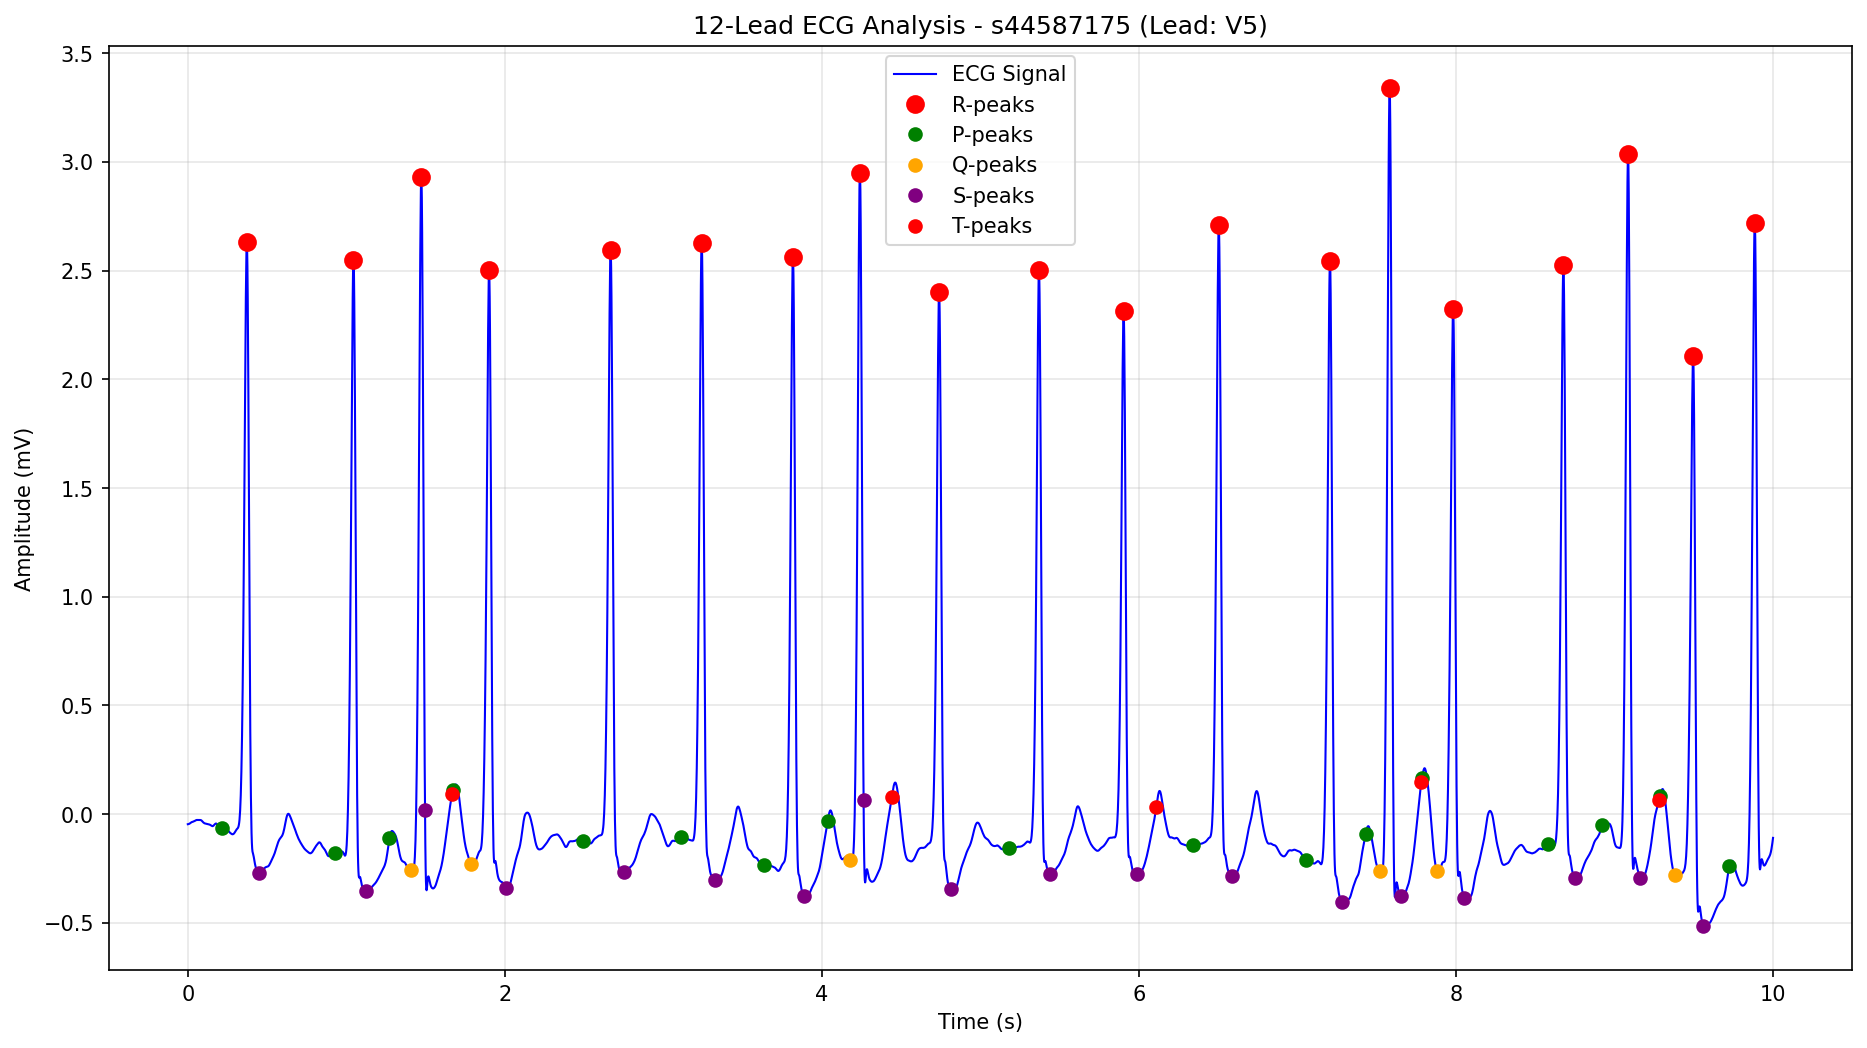 12-Lead ECG Analysis - s44587175 (Lead: V5)
ECG Signal
R-peaks
P-peaks
Q-peaks
S-peaks
T-peaks
Amplitude (mV)
3.5
3.0
2.5
2.0
1.5
1.0
0.5
0.0
−0.5
0 2 4 6 8 10
Time (s)